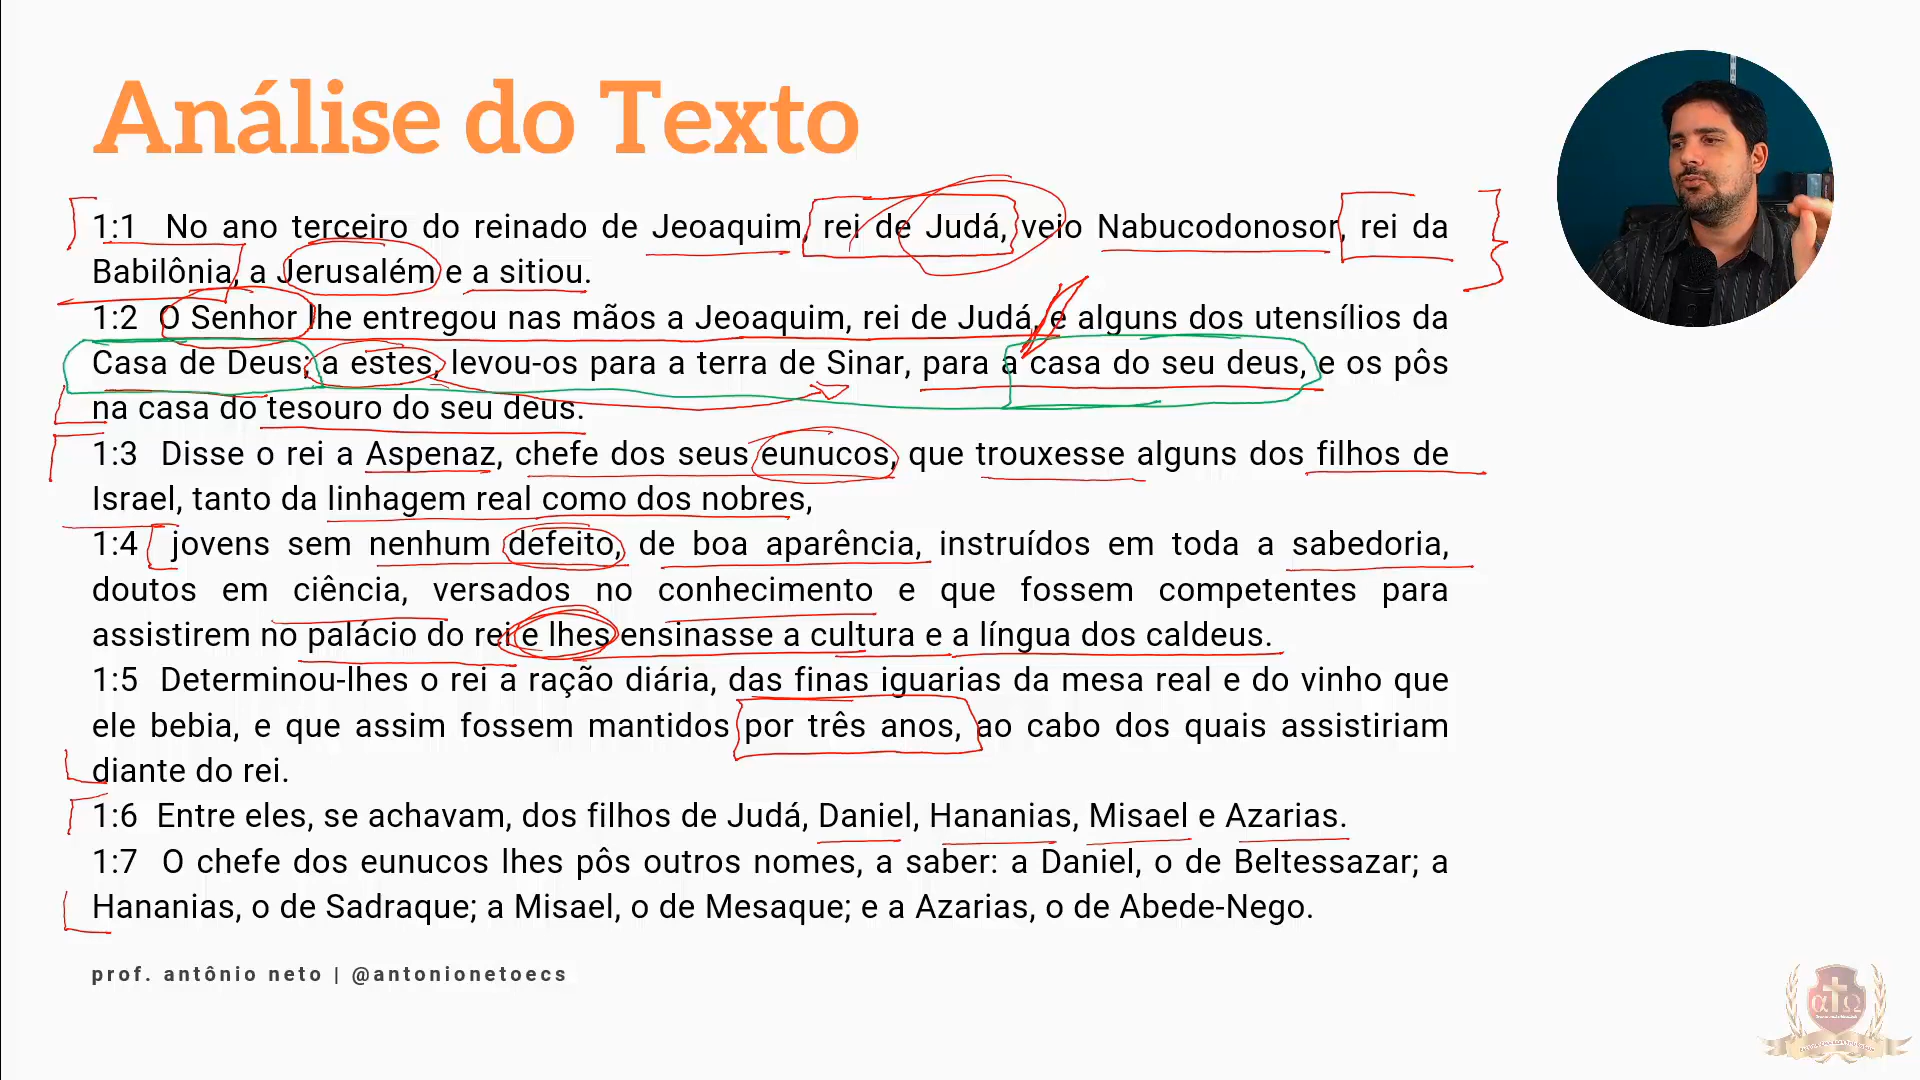 Análise do Texto
1:1 No ano terceiro do reinado de Jeoaquim, rei de Judá, veio Nabucodonosor, rei da
Babilônia, a Jerusalém e a sitiou.
1:2 O Senhor lhe entregou nas mãos a Jeoaquim, rei de Judá, e alguns dos utensílios da
Casa de Deus; a estes, levou-os para a terra de Sinar, para a casa do seu deus, e os pôs
na casa do tesouro do seu deus.
1:3 Disse o rei a Aspenaz, chefe dos seus eunucos, que trouxesse alguns dos filhos de
Israel, tanto da linhagem real como dos nobres,
1:4 jovens sem nenhum defeito, de boa aparência, instruídos em toda a sabedoria,
doutos em ciência, versados no conhecimento e que fossem competentes para
assistirem no palácio do rei e lhes ensinasse a cultura e a língua dos caldeus.
1:5 Determinou-lhes o rei a ração diária, das finas iguarias da mesa real e do vinho que
ele bebia, e que assim fossem mantidos por três anos, ao cabo dos quais assistiriam
diante do rei.
1:6 Entre eles, se achavam, dos filhos de Judá, Daniel, Hananias, Misael e Azarias.
1:7 O chefe dos eunucos lhes pôs outros nomes, a saber: a Daniel, o de Beltessazar; a
Hananias, o de Sadraque; a Misael, o de Mesaque; e a Azarias, o de Abede-Nego.
prof. antônio neto | @antonionetoecs
α Ω